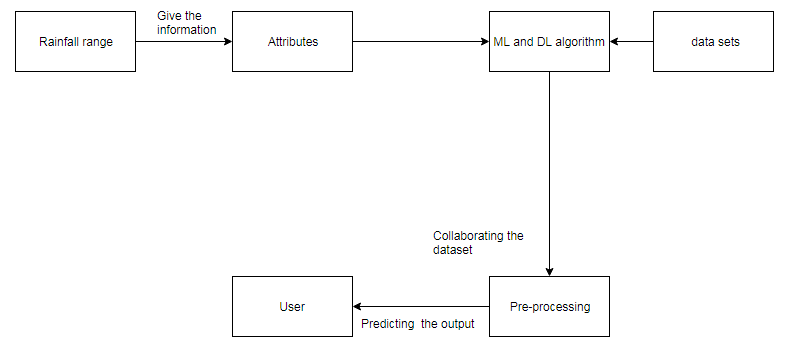 Give the
information
Rainfall range
Attributes
ML and DL algorithm
data sets
Collaborating the
dataset
User
Pre-processing
Predicting  the output